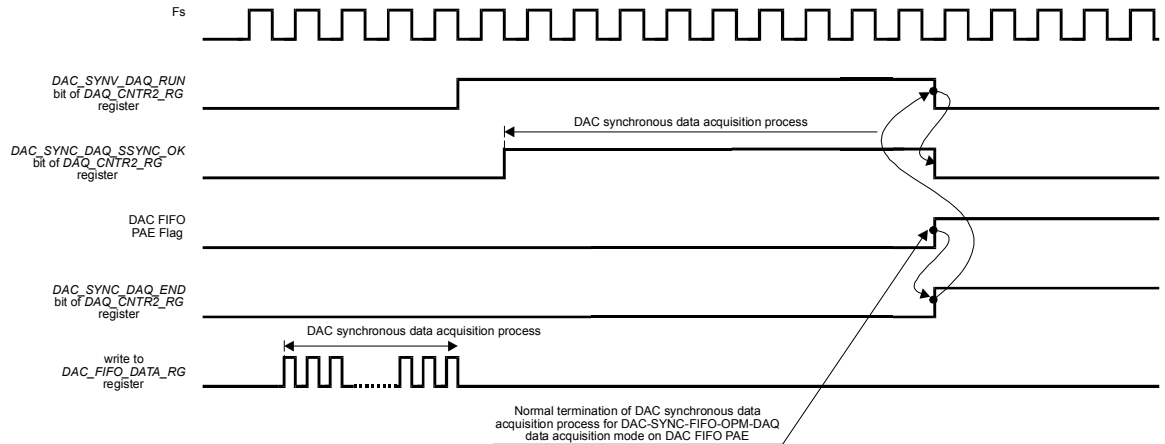 Fs
DAC_SYNV_DAQ_RUN
bit of DAQ_CNTR2_RG
register
DAC synchronous data acquisition process
DAC_SYNC_DAQ_SSYNC_OK
bit of DAQ_CNTR2_RG
register
DAC FIFO
PAE Flag
DAC_SYNC_DAQ_END
bit of DAQ_CNTR2_RG
register
DAC synchronous data acquisition process
write to
DAC_FIFO_DATA_RG
register
Normal termination of DAC synchronous data
acquisition process for DAC-SYNC-FIFO-OPM-DAQ
data acquisition mode on DAC FIFO PAE